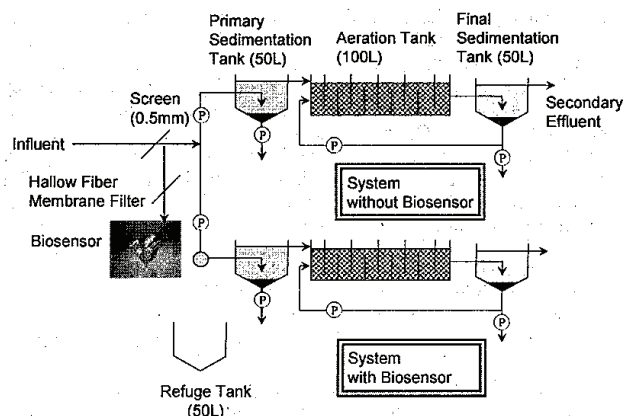 Primary
Sedimentation
Tank (50L)
Aeration Tank
(100L)
Final
Sedimentation
Tank (50L)
Screen
(0.5mm)
P
Influent
P
P
P
Secondary
Effluent
Hallow Fiber
Membrane Filter
System
without Biosensor
P
Biosensor
P
P
P
System
with Biosensor
Refuge Tank
(50L)